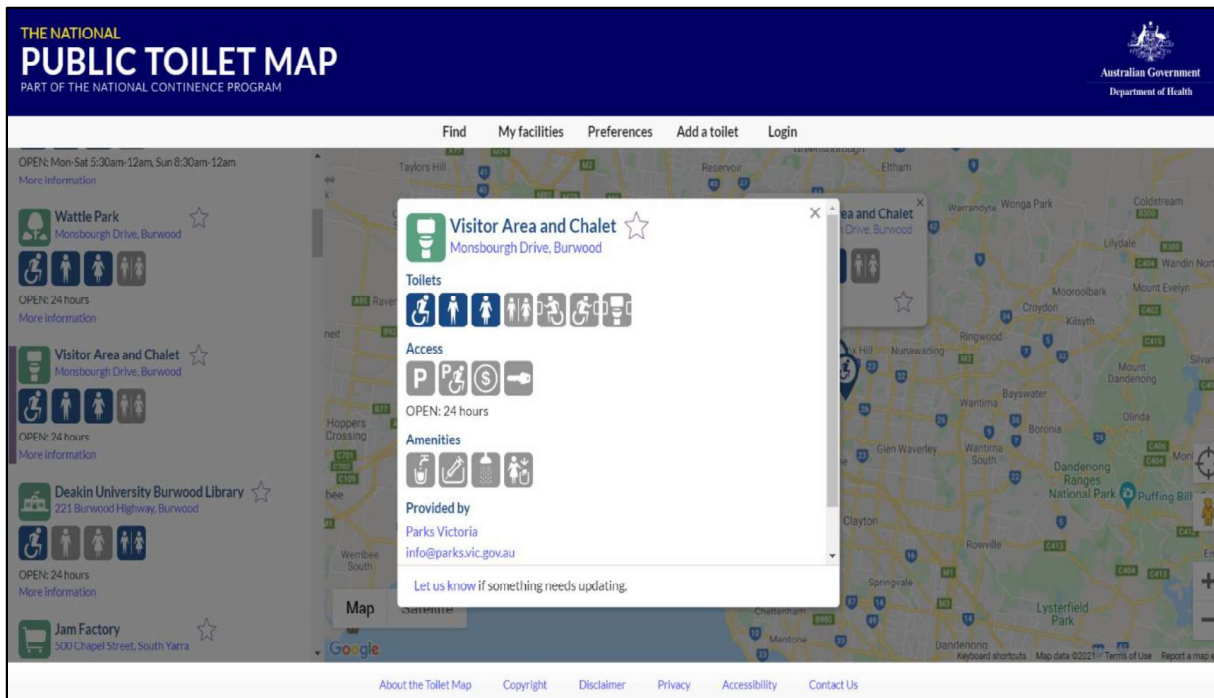 THE NATIONAL
PUBLIC TOILET MAP
PART OF THE NATIONAL CONTINENCE PROGRAM
Australian Government
Department of Health
Find My facilities Preferences Add a toilet Login
OPEN: Mon-Sat 5:30am-12am, Sun 8:30am-12am
More information
Wattle Park
Monsbourgh Drive, Burwood
OPEN: 24 hours
More information
Visitor Area and Chalet
Monsbourgh Drive, Burwood
OPEN: 24 hours
More information
Deakin University Burwood Library
221 Burwood Highway, Burwood
OPEN: 24 hours
More information
Jam Factory
500 Chapel Street, South Yarra
Visitor Area and Chalet
Monsbourgh Drive, Burwood
Toilets
Access
P P $
OPEN: 24 hours
Amenities
Provided by
Parks Victoria
info@parks.vic.gov.au
Let us know if something needs updating.
ea and Chalet
Drive, Burwood
Taylors Hill
Reservoir
Eltham
Warrandyte
Wonga Park
Coldstream
Lilydale
Wandin Nort
Mooroolbark
Mount Evelyn
Croydon
Kilsyth
Ringwood
Nunawading
Mount
Dandenong
Silvan
Bayswater
Wantirna
Olinda
Boronia
Glen Waverley
Wantirna
South
Dandenong
Ranges
National Park
Puffing Bill
Hoppers
Crossing
Werribee
South
Clayton
Rowville
Springvale
Lysterfield
Park
Cheltenham
Mentone
Dandenong
Map Satellite
Google
Keyboard shortcuts Map data ©2021 Terms of Use Report a map e
About the Toilet Map Copyright Disclaimer Privacy Accessibility Contact Us